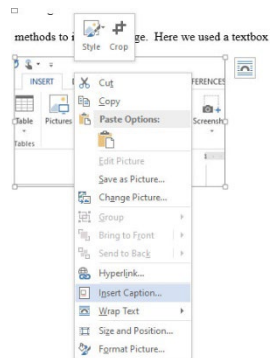 Style Crop
methods to i ge. Here we used a textbox
INSERT FERENCES
Table Pictures Screensh
Tables
Cut
Copy
Paste Options:
Edit Picture
Save as Picture...
Change Picture...
Group
Bring to Front
Send to Back
Hyperlink...
Insert Caption...
Wrap Text
Size and Position...
Format Picture...